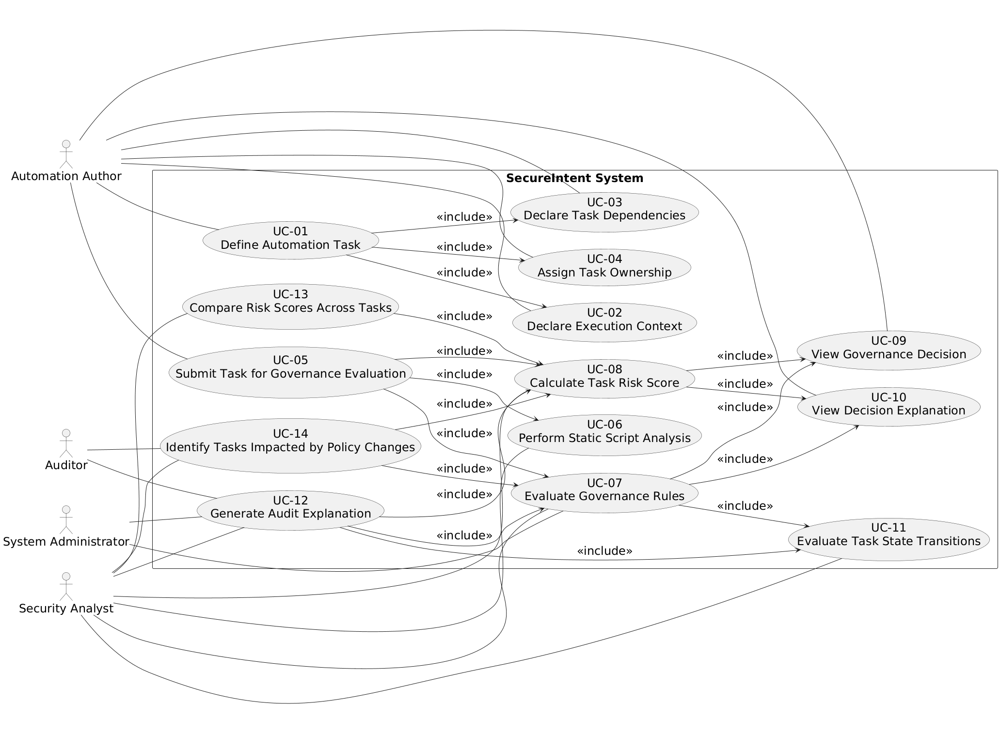 SecureIntent System
Automation Author
Auditor
System Administrator
Security Analyst
UC-01
Define Automation Task
UC-13
Compare Risk Scores Across Tasks
UC-05
Submit Task for Governance Evaluation
UC-14
Identify Tasks Impacted by Policy Changes
UC-12
Generate Audit Explanation
«include»
«include»
«include»
«include»
«include»
«include»
«include»
«include»
«include»
«include»
«include»
«include»
UC-03
Declare Task Dependencies
UC-04
Assign Task Ownership
UC-02
Declare Execution Context
UC-08
Calculate Task Risk Score
UC-06
Perform Static Script Analysis
UC-07
Evaluate Governance Rules
«include»
«include»
«include»
«include»
«include»
UC-09
View Governance Decision
UC-10
View Decision Explanation
UC-11
Evaluate Task State Transitions